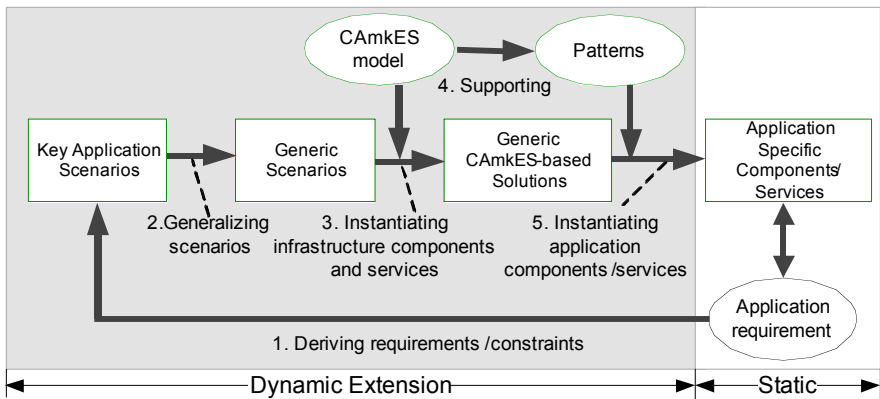 CAmkES
model
Patterns
4. Supporting
Key Application
Scenarios
Generic
Scenarios
Generic
CAmkES-based
Solutions
Application
Specific
Components/
Services
2.Generalizing
scenarios
3. Instantiating
infrastructure components
and services
5. Instantiating
application
components /services
Application
requirement
1. Deriving requirements /constraints
Dynamic Extension
Static